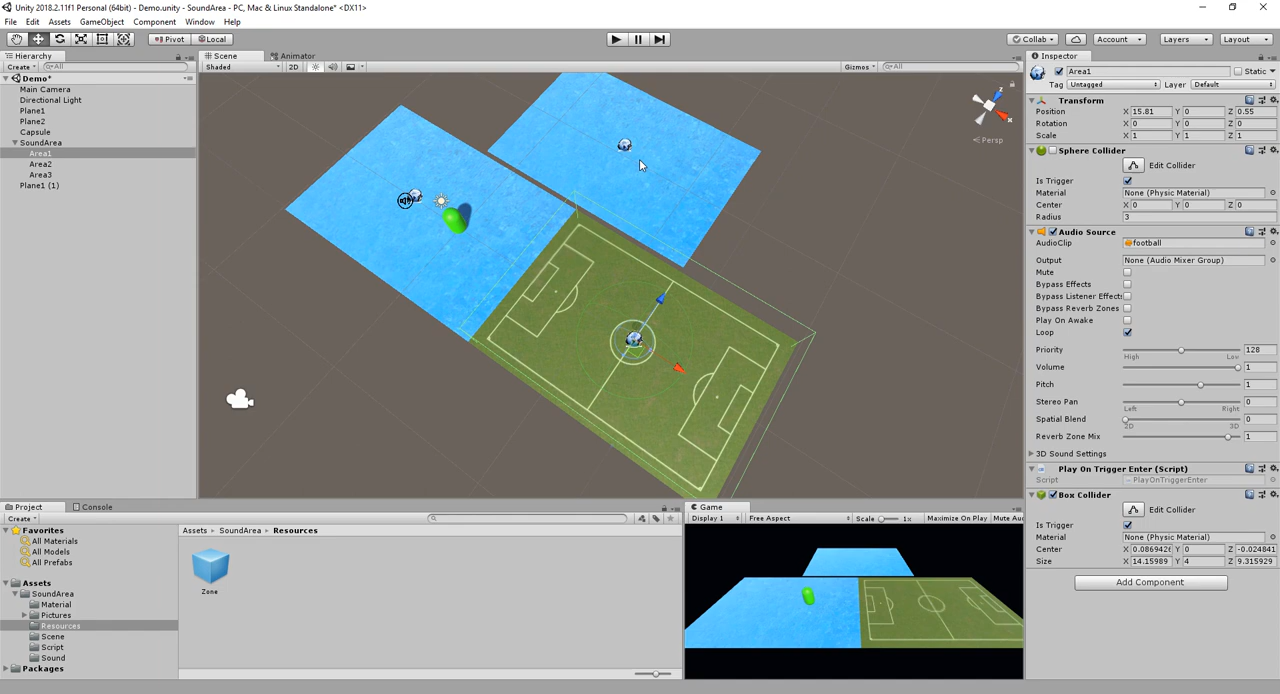 Unity 2018.2.11f1 Personal (64bit) - Demo.unity - SoundArea - PC, Mac & Linux Standalone* <DX11>
File Edit Assets GameObject Component Window Help
Pivot Local Collab Account Layers Layout
Hierarchy
Create All
Demo*
Main Camera
Directional Light
Plane1
Plane2
Capsule
SoundArea
Area1
Area2
Area3
Plane1 (1)
Scene Animator
Shaded 2D Gizmos All
z
x
Persp
Inspector
Area1 Static
Tag Untagged Layer Default
Transform
Position X 15.81 Y 0 Z 0.55
Rotation X 0 Y 0 Z 0
Scale X 1 Y 1 Z 1
Sphere Collider
Edit Collider
Is Trigger
Material None (Physic Material)
Center X 0 Y 0 Z 0
Radius 3
Audio Source
AudioClip football
Output None (Audio Mixer Group)
Mute
Bypass Effects
Bypass Listener Effect
Bypass Reverb Zones
Play On Awake
Loop
Priority 128
High Low
Volume 1
Pitch 1
Stereo Pan 0
Left Right
Spatial Blend 0
2D 3D
Reverb Zone Mix 1
3D Sound Settings
Play On Trigger Enter (Script)
Script PlayOnTriggerEnter
Box Collider
Edit Collider
Is Trigger
Material None (Physic Material)
Center X 0.0869426 Y 0 Z -0.024841
Size X 14.15989 Y 4 Z 9.315929
Add Component
Project Console
Create
Favorites
All Materials
All Models
All Prefabs
Assets
SoundArea
Material
Pictures
Resources
Scene
Script
Sound
Packages
Assets SoundArea Resources
Zone
Game
Display 1 Free Aspect Scale 1x Maximize On Play Mute Au